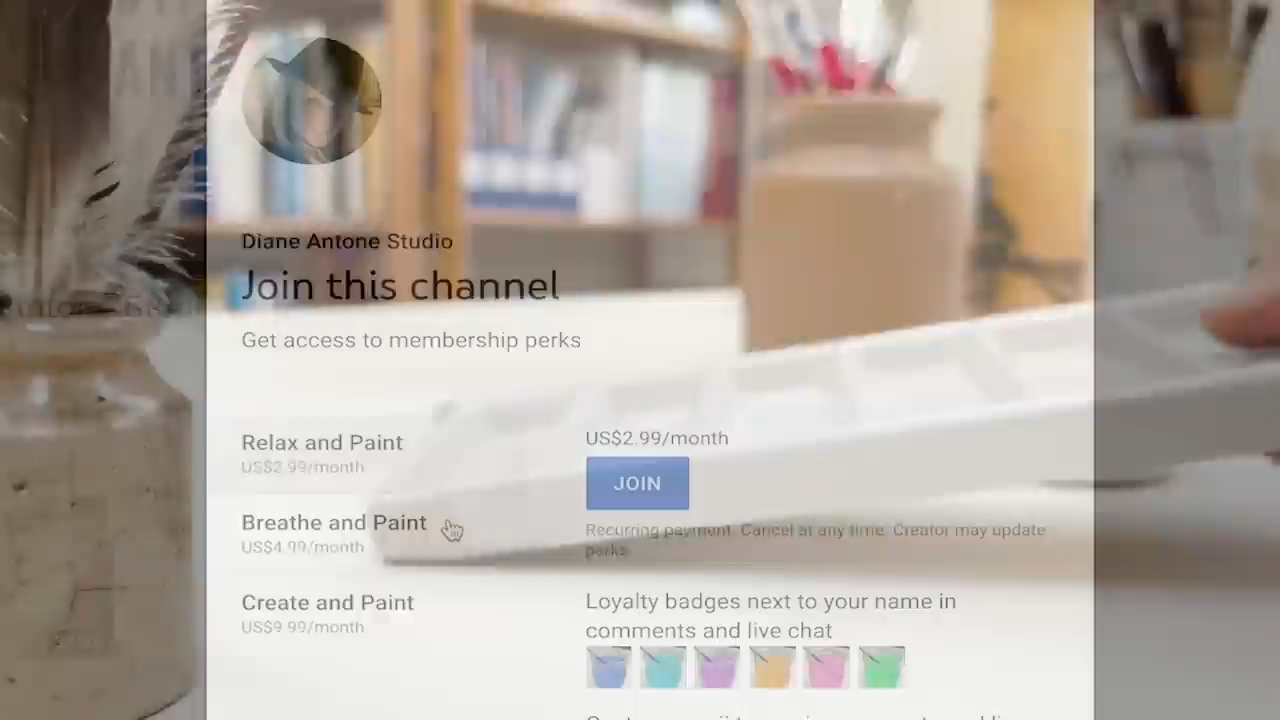 Diane Antone Studio
Join this channel
Get access to membership perks
Relax and Paint
US$2.99/month
Breathe and Paint
US$4.99/month
Create and Paint
US$9.99/month
US$2.99/month
JOIN
Recurring payment. Cancel at any time. Creator may update
perks.
Loyalty badges next to your name in
comments and live chat